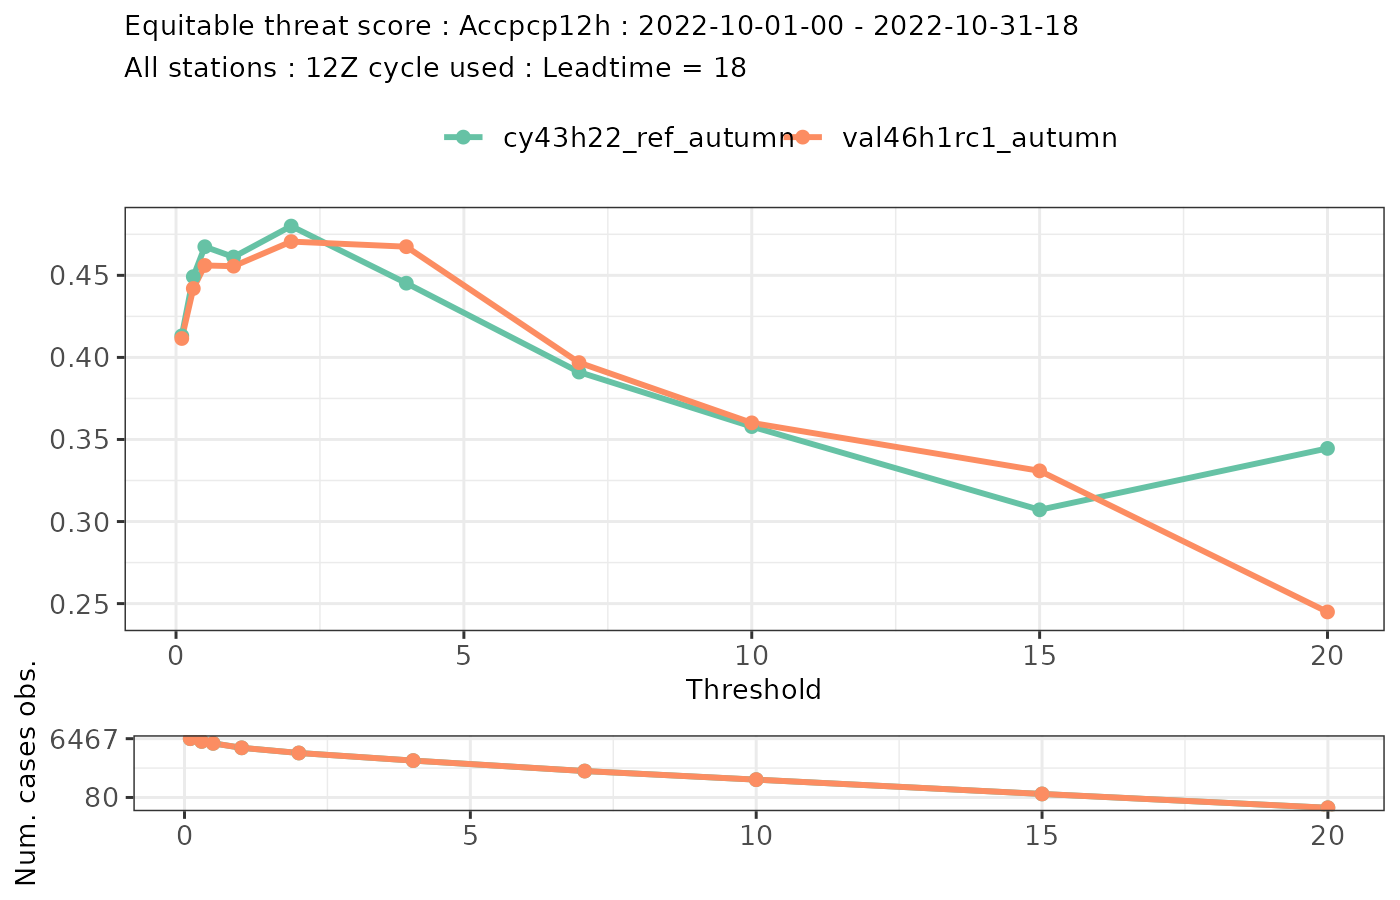 Equitable threat score : Accpcp12h : 2022-10-01-00 - 2022-10-31-18
All stations : 12Z cycle used : Leadtime = 18
cy43h22_ref_autumn val46h1rc1_autumn
0.45
0.40
0.35
0.30
0.25
0 5 10 15 20
Threshold
Num. cases obs.
6467
80
0 5 10 15 20